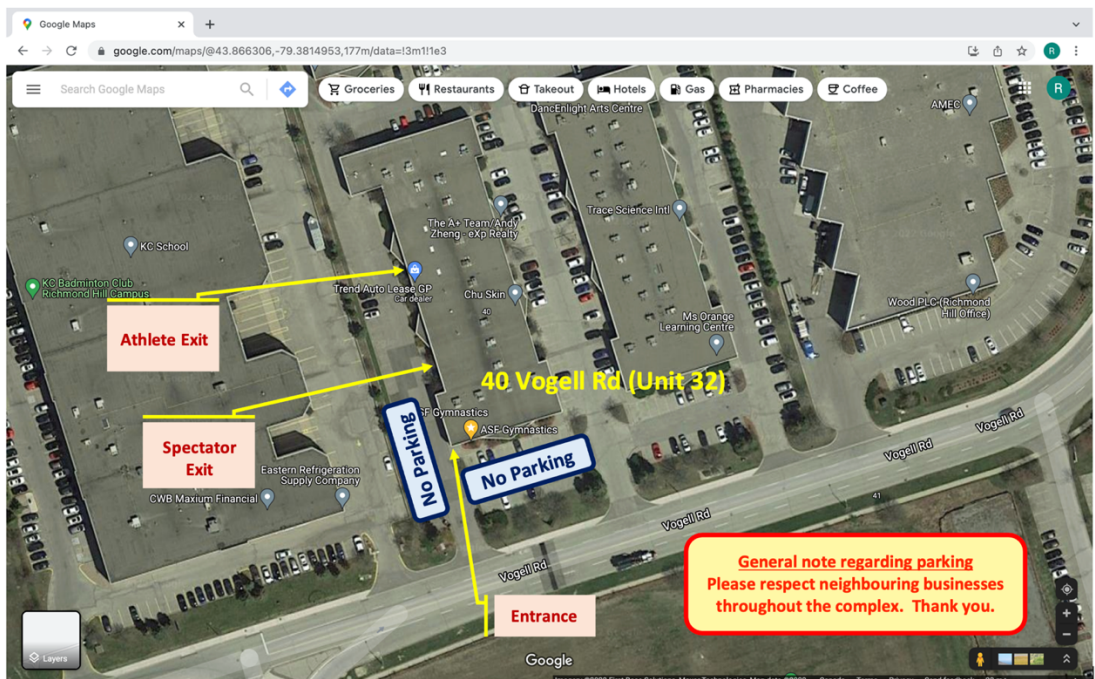 Google Maps
google.com/maps/@43.866306,-79.3814953,177m/data=!3m1!1e3
R
Search Google Maps
Groceries
Restaurants
Takeout
Hotels
Gas
Pharmacies
Coffee
R
DancEnlight Arts Centre
AMEC
The A+ Team/Andy
Zheng - eXp Realty
Trace Science Intl
KC School
KC Badminton Club
Richmond Hill Campus
Trend Auto Lease GP
Car dealer
Chu Skin
40
Wood PLC (Richmond
Hill Office)
Ms Orange
Learning Centre
Athlete Exit
40 Vogell Rd (Unit 32)
SF Gymnastics
ASF Gymnastics
Vogell Rd
Vogell Rd
Spectator
Exit
No Parking
No Parking
Eastern Refrigeration
Supply Company
CWB Maxium Financial
41
Vogell Rd
Vogell Rd
General note regarding parking
Please respect neighbouring businesses
throughout the complex. Thank you.
Entrance
Layers
Google